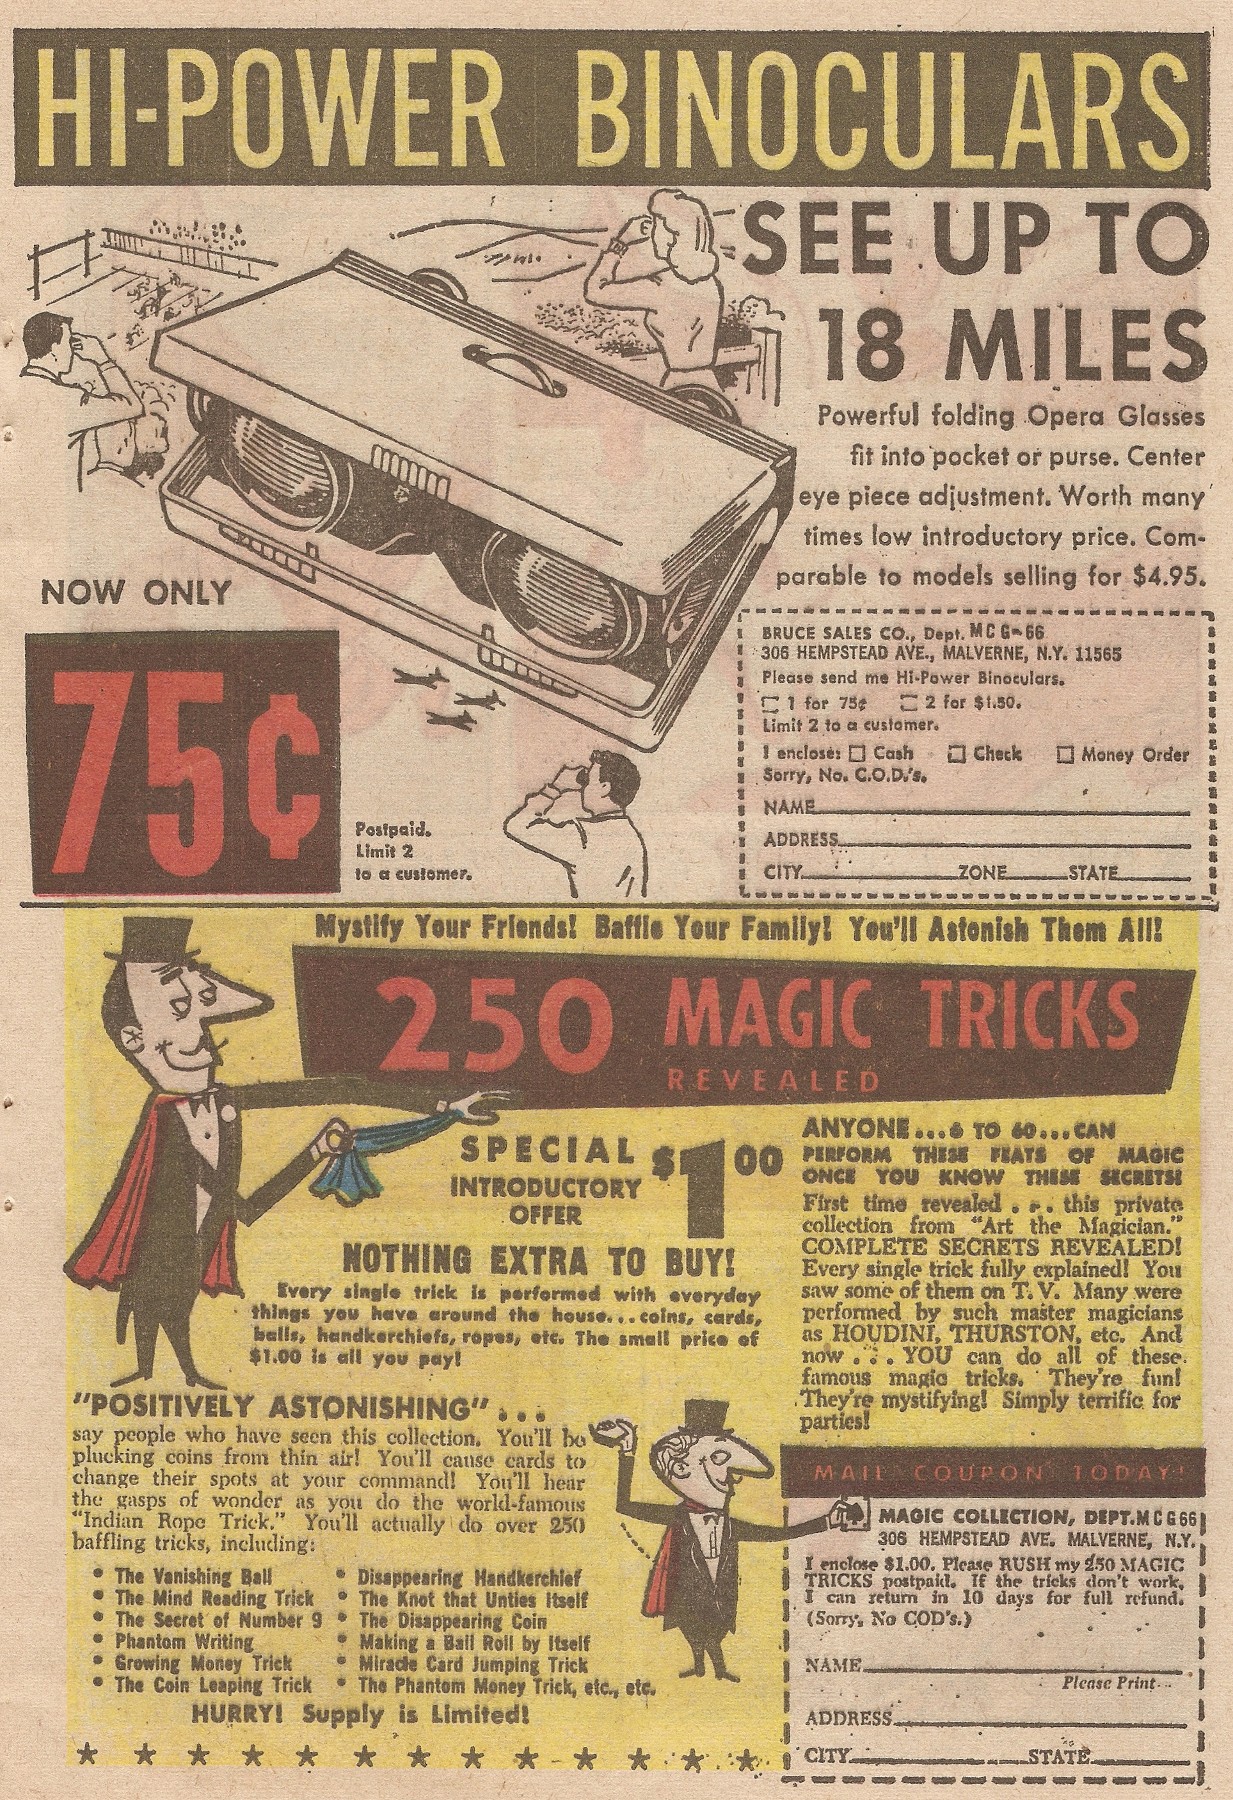 HI-POWER BINOCULARS
SEE UP TO
18 MILES
Powerful folding Opera Glasses
fit into pocket or purse. Center
eye piece adjustment. Worth many
times low introductory price. Com-
parable to models selling for $4.95.
NOW ONLY
75¢
Postpaid.
Limit 2
to a customer.
BRUCE SALES CO., Dept. MCG-66
306 HEMPSTEAD AVE., MALVERNE, N.Y. 11565
Please send me Hi-Power Binoculars.
1 for 75¢ 2 for $1.50.
Limit 2 to a customer.
I enclose: Cash Check Money Order
Sorry, No. C.O.D.'s.
NAME
ADDRESS
CITY ZONE STATE
Mystify Your Friends! Baffle Your Family! You'll Astonish Them All!
250 MAGIC TRICKS
REVEALED
SPECIAL
INTRODUCTORY
OFFER
$1.00
NOTHING EXTRA TO BUY!
Every single trick is performed with everyday
things you have around the house...coins, cards,
balls, handkerchiefs, ropes, etc. The small price of
$1.00 is all you pay!
ANYONE...6 TO 60...CAN
PERFORM THESE FEATS OF MAGIC
ONCE YOU KNOW THESE SECRETS!
First time revealed . . . this private
collection from "Art the Magician."
COMPLETE SECRETS REVEALED!
Every single trick fully explained! You
saw some of them on T. V. Many were
performed by such master magicians
as HOUDINI, THURSTON, etc. And
now . . . YOU can do all of these
famous magic tricks. They're fun!
They're mystifying! Simply terrific for
parties!
"POSITIVELY ASTONISHING" . . .
say people who have seen this collection. You'll be
plucking coins from thin air! You'll cause cards to
change their spots at your command! You'll hear
the gasps of wonder as you do the world-famous
"Indian Rope Trick." You'll actually do over 250
baffling tricks, including:
• The Vanishing Ball
• The Mind Reading Trick
• The Secret of Number 9
• Phantom Writing
• Growing Money Trick
• The Coin Leaping Trick
• Disappearing Handkerchief
• The Knot that Unties Itself
• The Disappearing Coin
• Making a Ball Roll by Itself
• Miracle Card Jumping Trick
• The Phantom Money Trick, etc., etc.
HURRY! Supply is Limited!
MAIL COUPON TODAY!
MAGIC COLLECTION, DEPT. MCG66
306 HEMPSTEAD AVE. MALVERNE, N.Y.
I enclose $1.00. Please RUSH my 250 MAGIC
TRICKS postpaid. If the tricks don't work,
I can return in 10 days for full refund.
(Sorry, No COD's.)
NAME
Please Print
ADDRESS
CITY STATE